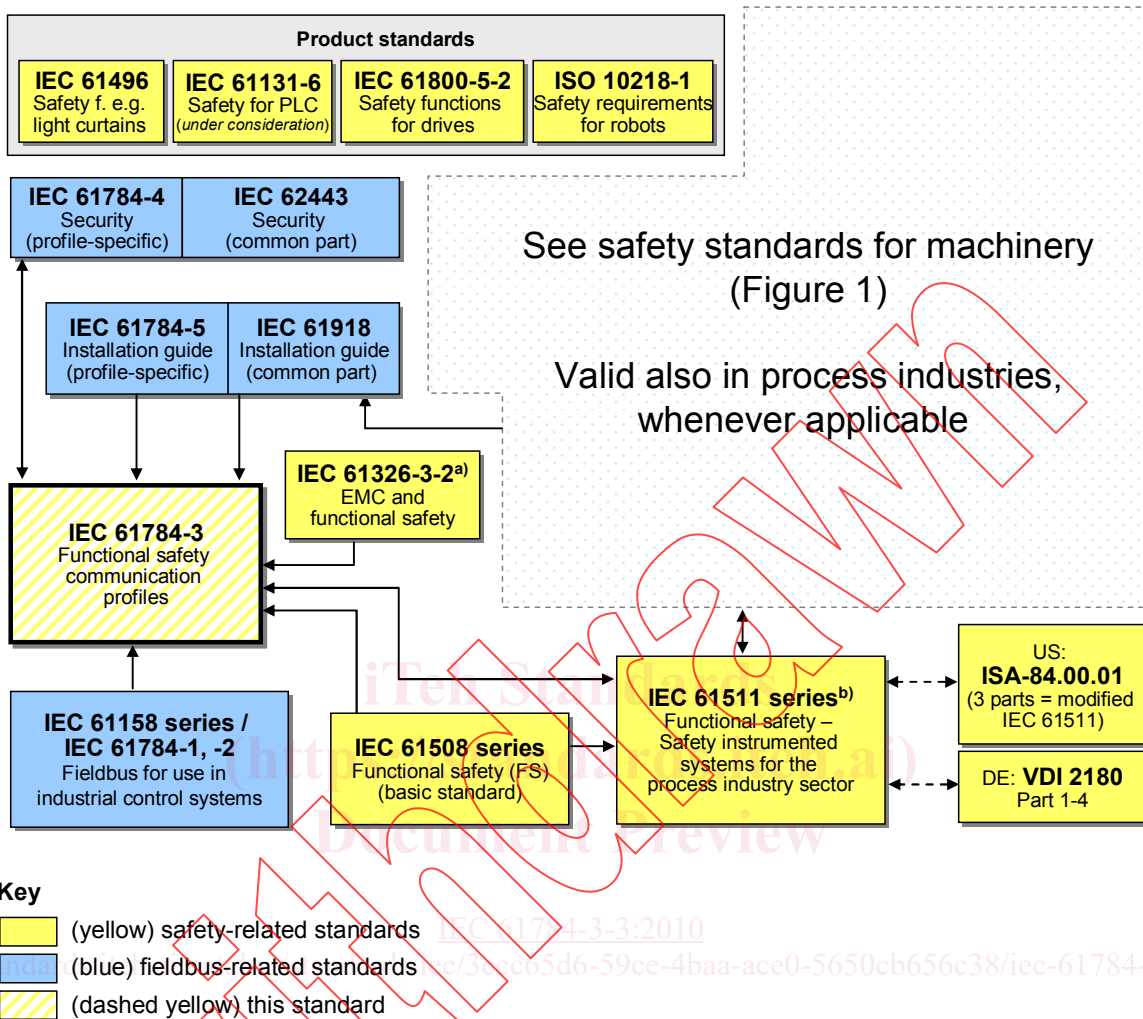 Product standards
IEC 61496
Safety f. e.g.
light curtains
IEC 61131-6
Safety for PLC
(under consideration)
IEC 61800-5-2
Safety functions
for drives
ISO 10218-1
Safety requirements
for robots
IEC 61784-4
Security
(profile-specific)
IEC 62443
Security
(common part)
See safety standards for machinery
(Figure 1)
Valid also in process industries,
whenever applicable
IEC 61784-5
Installation guide
(profile-specific)
IEC 61918
Installation guide
(common part)
IEC 61326-3-2a)
EMC and
functional safety
IEC 61784-3
Functional safety
communication
profiles
IEC 61158 series /
IEC 61784-1, -2
Fieldbus for use in
industrial control systems
IEC 61508 series
Functional safety (FS)
(basic standard)
IEC 61511 series b)
Functional safety –
Safety instrumented
systems for the
process industry sector
US:
ISA-84.00.01
(3 parts = modified
IEC 61511)
DE: VDI 2180
Part 1-4
iTeh Standards
(https://standards.iteh.ai)
Document Preview
Key
(yellow) safety-related standards
IEC 61784-3-3:2010
(blue) fieldbus-related standards
(dashed yellow) this standard
withdrawn